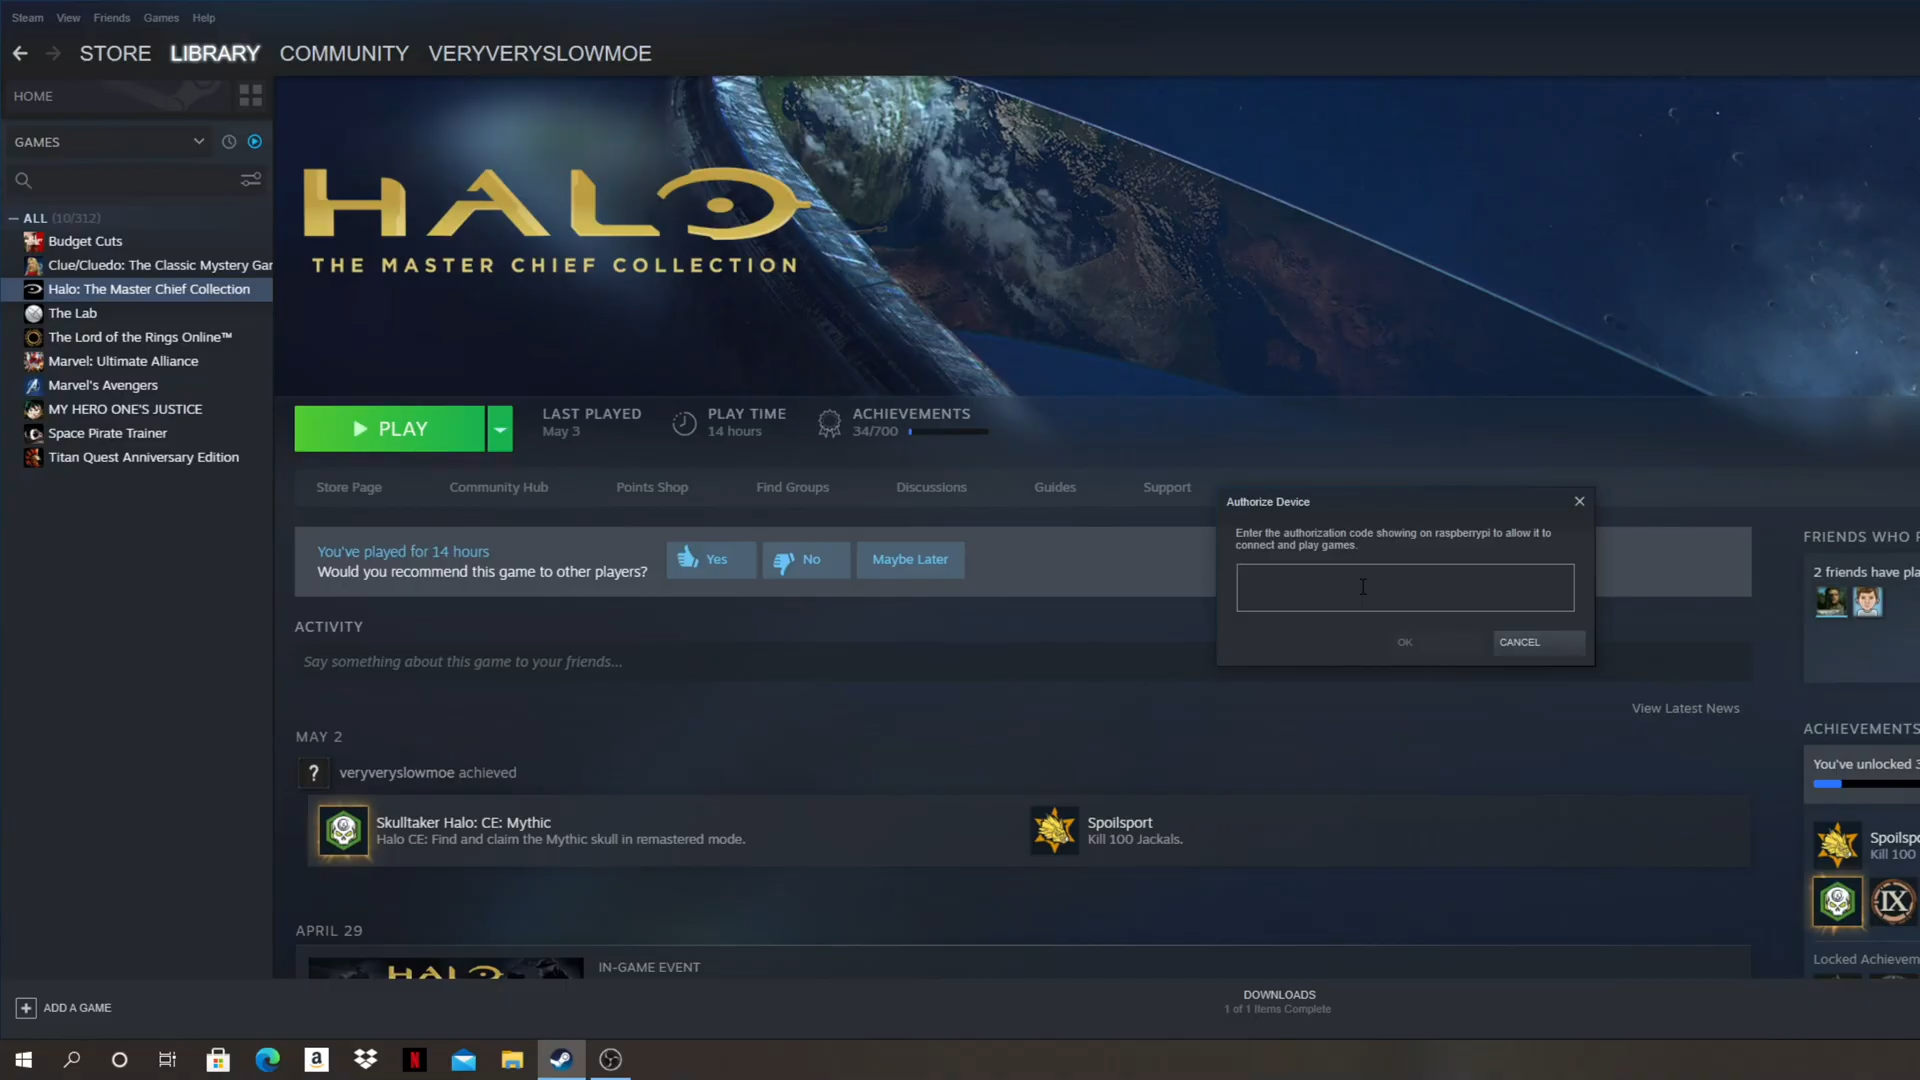 Steam View Friends Games Help
STORE LIBRARY COMMUNITY VERYVERYSLOWMOE
HOME
GAMES
ALL (10/312)
Budget Cuts
Clue/Cluedo: The Classic Mystery Gar
Halo: The Master Chief Collection
The Lab
The Lord of the Rings Online™
Marvel: Ultimate Alliance
Marvel's Avengers
MY HERO ONE'S JUSTICE
Space Pirate Trainer
Titan Quest Anniversary Edition
HALO
THE MASTER CHIEF COLLECTION
PLAY
LAST PLAYED
May 3
PLAY TIME
14 hours
ACHIEVEMENTS
34/700
Store Page Community Hub Points Shop Find Groups Discussions Guides Support
You've played for 14 hours
Would you recommend this game to other players?
Yes No Maybe Later
Authorize Device
Enter the authorization code showing on raspberrypi to allow it to
connect and play games.
OK CANCEL
FRIENDS WHO P
2 friends have pla
ACTIVITY
Say something about this game to your friends...
View Latest News
MAY 2
veryveryslowmoe achieved
Skulltaker Halo: CE: Mythic
Halo CE: Find and claim the Mythic skull in remastered mode.
Spoilsport
Kill 100 Jackals.
ACHIEVEMENTS
You've unlocked 3
Spoilspo
Kill 100
IX
Locked Achievem
APRIL 29
HALO
IN-GAME EVENT
ADD A GAME
DOWNLOADS
1 of 1 Items Complete